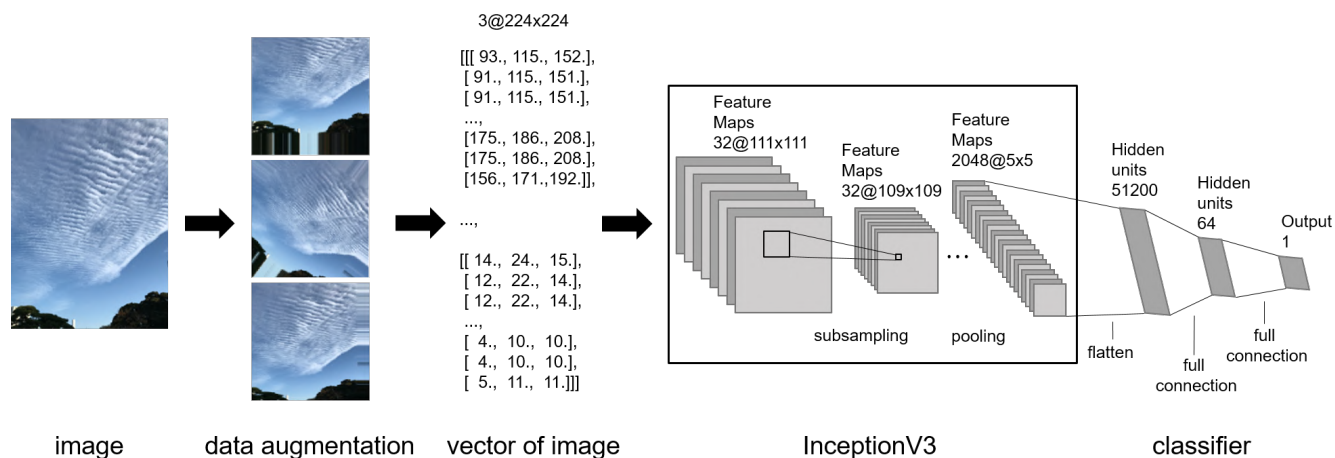 3@224x224
[[[ 93., 115., 152.],
[ 91., 115., 151.],
[ 91., 115., 151.],
...,
[175., 186., 208.],
[175., 186., 208.],
[156., 171.,192.]],
...,
[[ 14., 24., 15.],
[ 12., 22., 14.],
[ 12., 22., 14.],
...,
[ 4., 10., 10.],
[ 4., 10., 10.],
[ 5., 11., 11.]]]
Feature
Maps
32@111x111
Feature
Maps
32@109x109
Feature
Maps
2048@5x5
...
subsampling
pooling
Hidden
units
51200
Hidden
units
64
Output
1
flatten
full
connection
full
connection
image
data augmentation
vector of image
InceptionV3
classifier